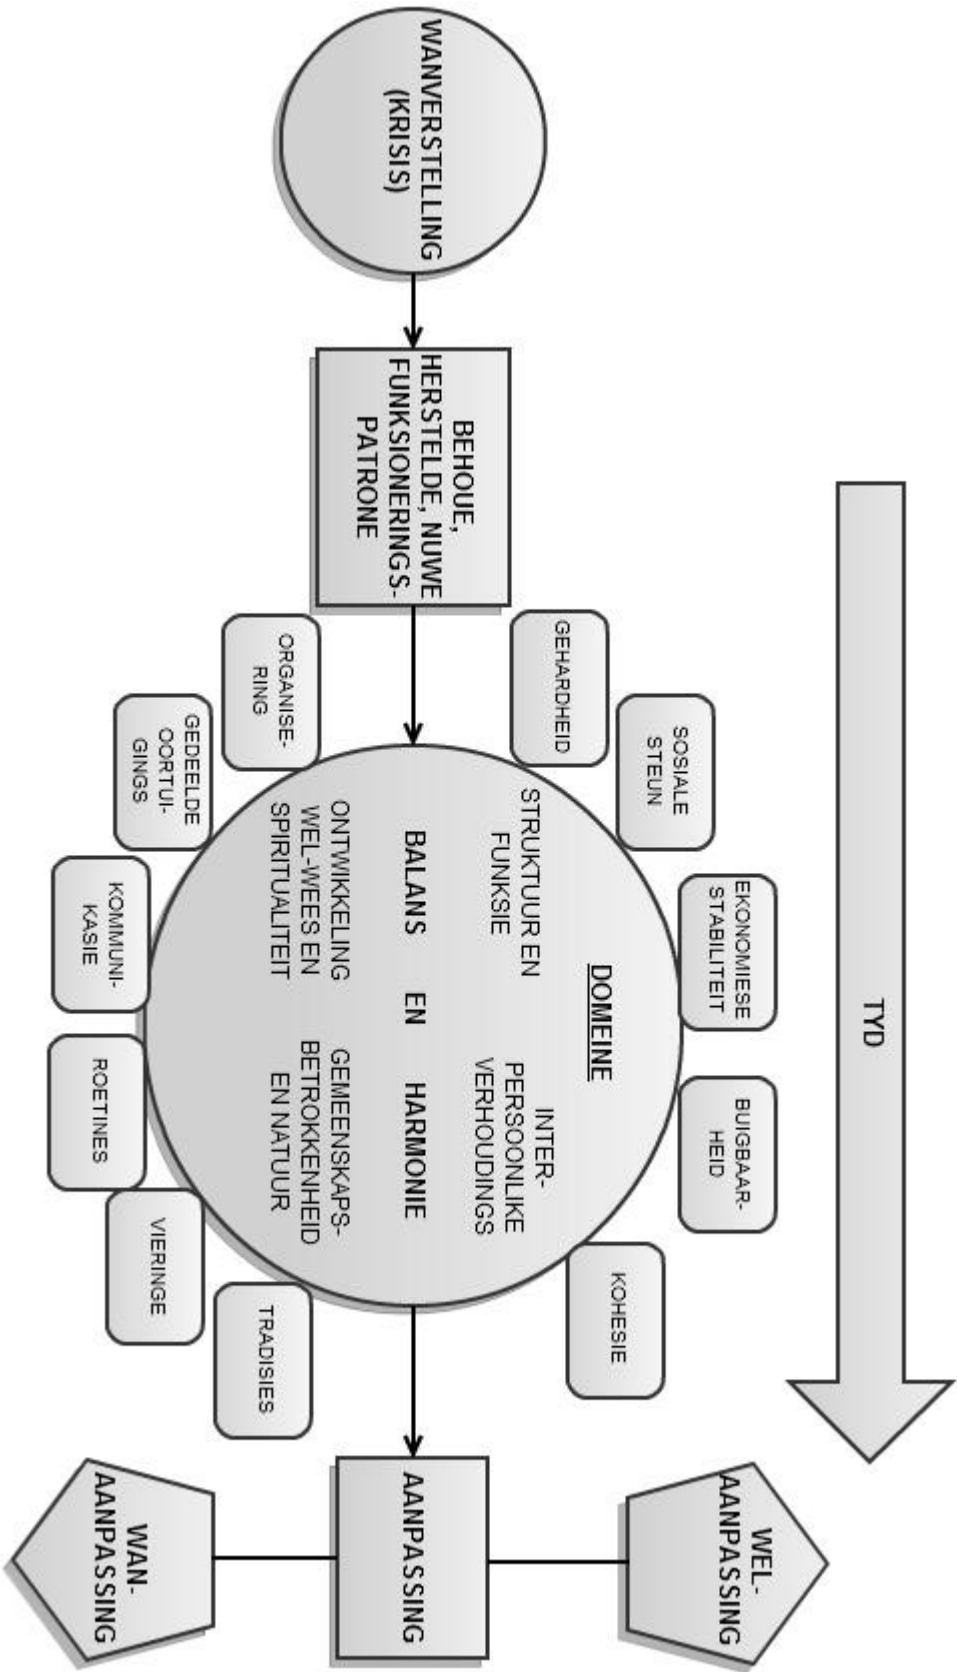 TYD
WANVERSTELLING
(KRISIS)
BEHOUE,
HERSTELDE, NUWE
FUNKSIONERINGS-
PATRONE
GEHARDHEID
SOSIALE
STEUN
EKONOMIESE
STABILITEIT
BUIGBAAR-
HEID
KOHESIE
DOMEINE
STRUKTUUR EN
FUNKSIE
INTER-
PERSOONLIKE
VERHOUDINGS
BALANS EN HARMONIE
ONTWIKKELING
WEL-WEES EN
SPIRITUALITEIT
GEMEENSKAPS-
BETROKKENHEID
EN NATUUR
ORGANISE-
RING
GEDEELDE
OORTUI-
GINGS
KOMMUNI-
KASIE
ROETINES
VIERINGE
TRADISIES
WEL-
AANPASSING
AANPASSING
WAN-
AANPASSING